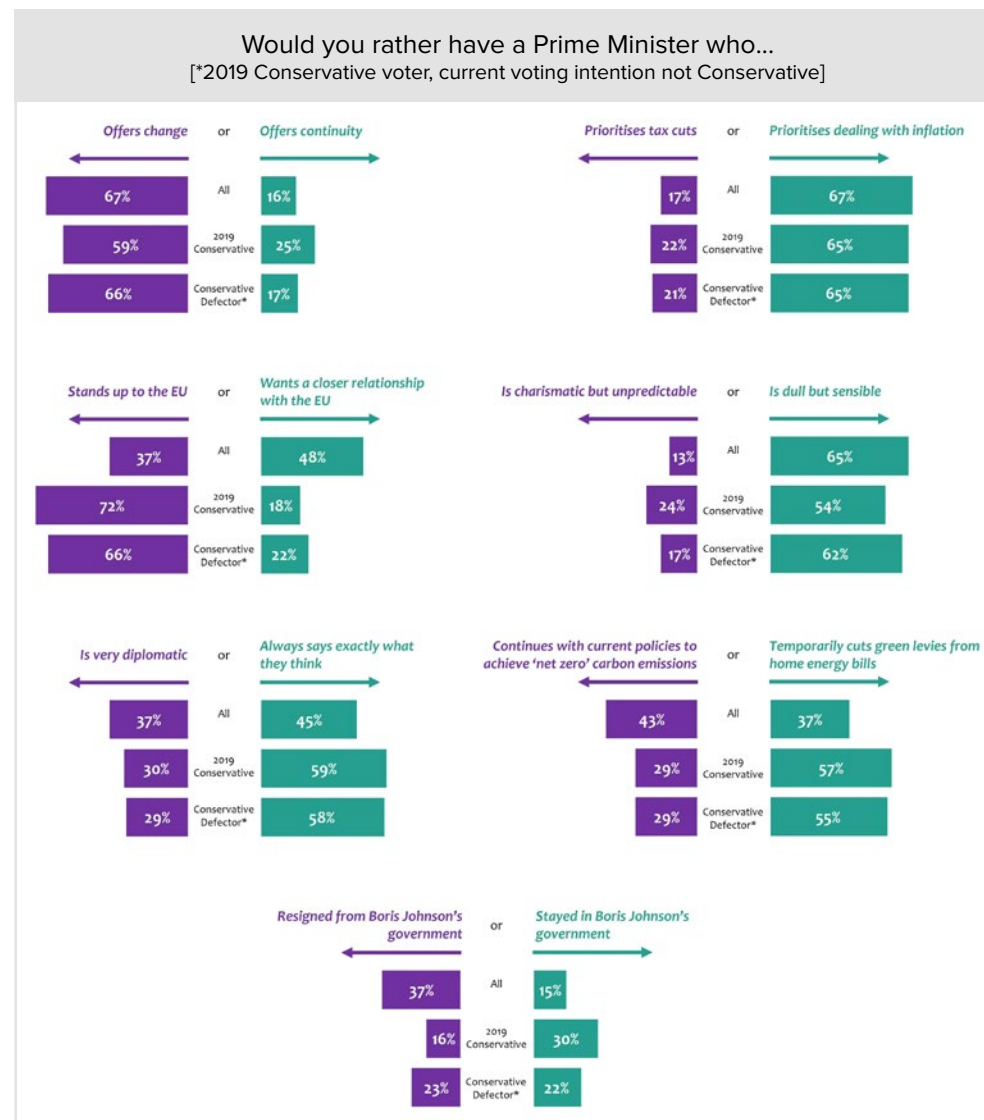 Would you rather have a Prime Minister who...
[*2019 Conservative voter, current voting intention not Conservative]
Offers change or Offers continuity
All
67% 16%
2019
Conservative
59% 25%
Conservative
Defector*
66% 17%
Prioritises tax cuts or Prioritises dealing with inflation
All
17% 67%
2019
Conservative
22% 65%
Conservative
Defector*
21% 65%
Stands up to the EU or Wants a closer relationship
with the EU
All
37% 48%
2019
Conservative
72% 18%
Conservative
Defector*
66% 22%
Is charismatic but unpredictable or Is dull but sensible
All
13% 65%
2019
Conservative
24% 54%
Conservative
Defector*
17% 62%
Is very diplomatic or Always says exactly what
they think
All
37% 45%
2019
Conservative
30% 59%
Conservative
Defector*
29% 58%
Continues with current policies to
achieve ‘net zero’ carbon emissions
or
Temporarily cuts green levies from
home energy bills
All
43% 37%
2019
Conservative
29% 57%
Conservative
Defector*
29% 55%
Resigned from Boris Johnson’s
government
or
Stayed in Boris Johnson’s
government
All
37% 15%
2019
Conservative
16% 30%
Conservative
Defector*
23% 22%